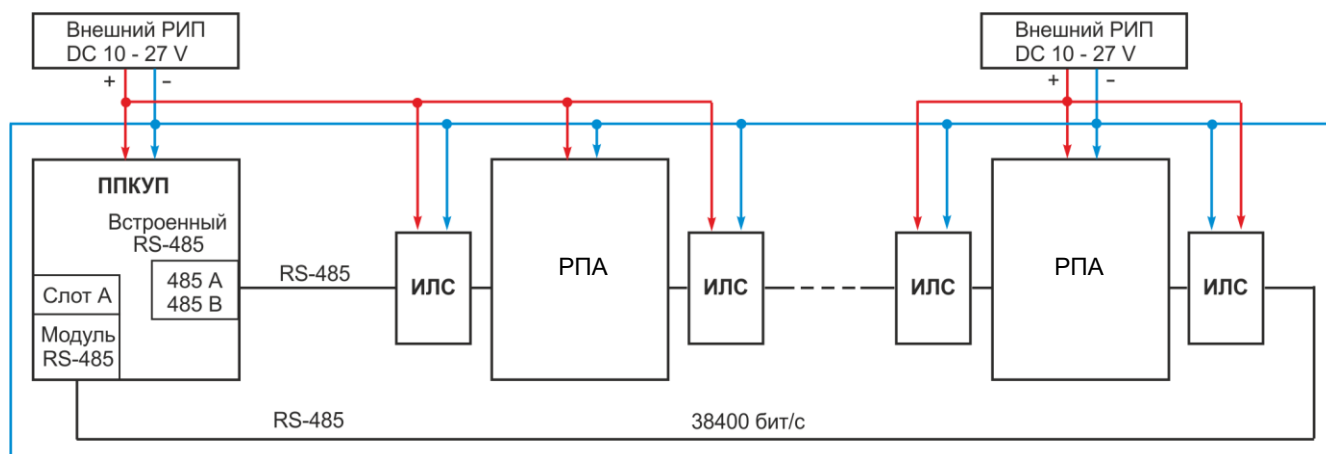 Внешний РИП
DC 10 - 27 V
+ –
Внешний РИП
DC 10 - 27 V
+ –
ППКУП
Встроенный
RS-485
485 A
485 B
Слот А
Модуль
RS-485
RS-485
ИЛС
РПА
ИЛС
ИЛС
РПА
ИЛС
RS-485
38400 бит/с